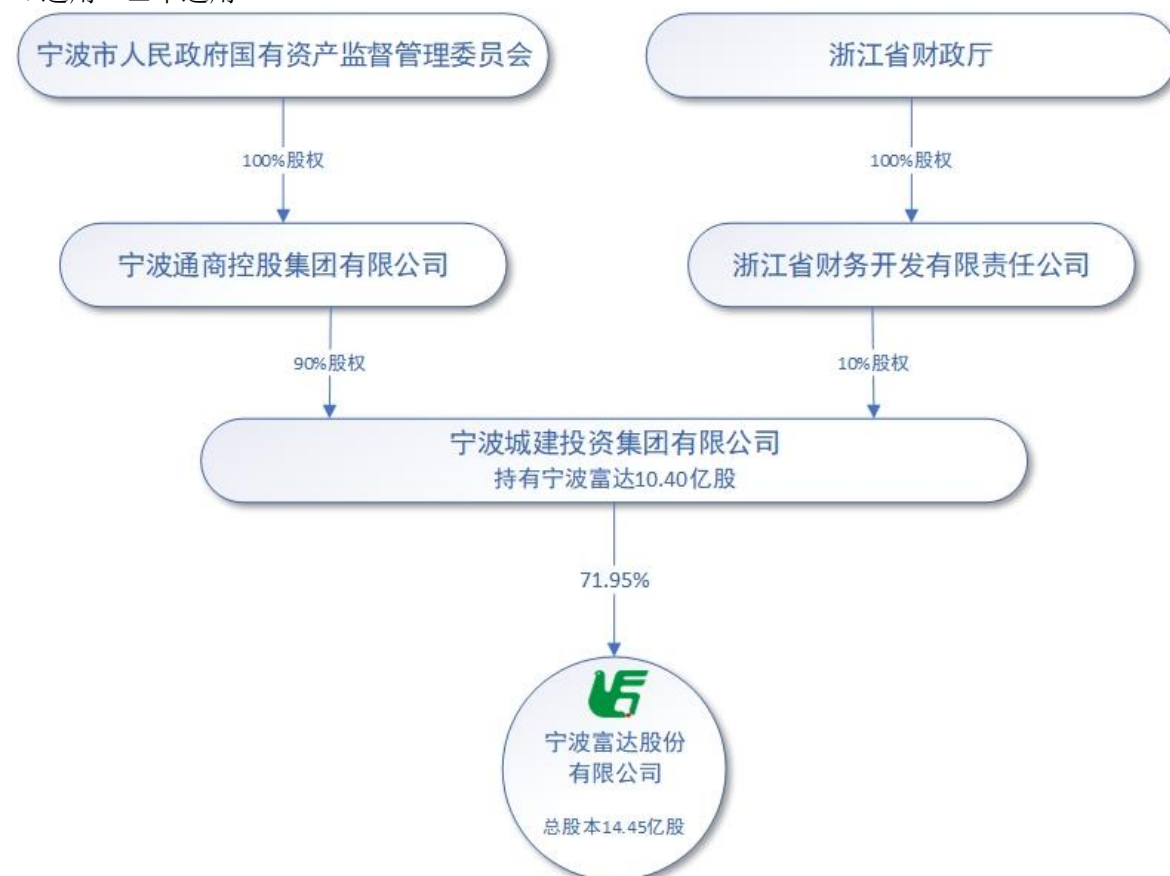 宁波市人民政府国有资产监督管理委员会
浙江省财政厅
100%股权
100%股权
宁波通商控股集团有限公司
浙江省财务开发有限责任公司
90%股权
10%股权
宁波城建投资集团有限公司
持有宁波富达10.40亿股
71.95%
宁波富达股份
有限公司
总股本14.45亿股